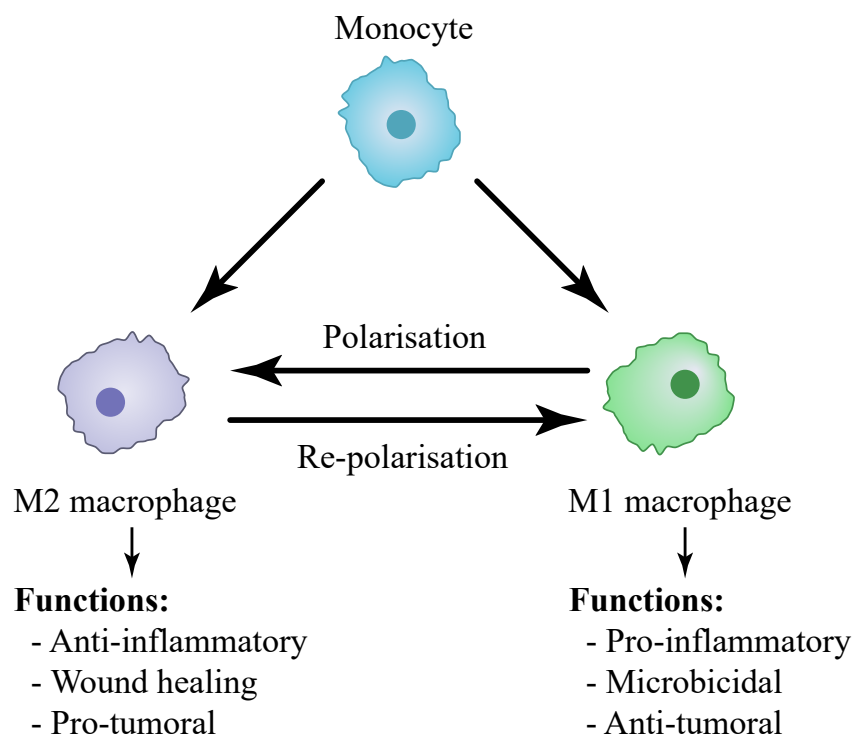 Monocyte
Polarisation
Re-polarisation
M2 macrophage
Functions:
- Anti-inflammatory
- Wound healing
- Pro-tumoral
M1 macrophage
Functions:
- Pro-inflammatory
- Microbicidal
- Anti-tumoral